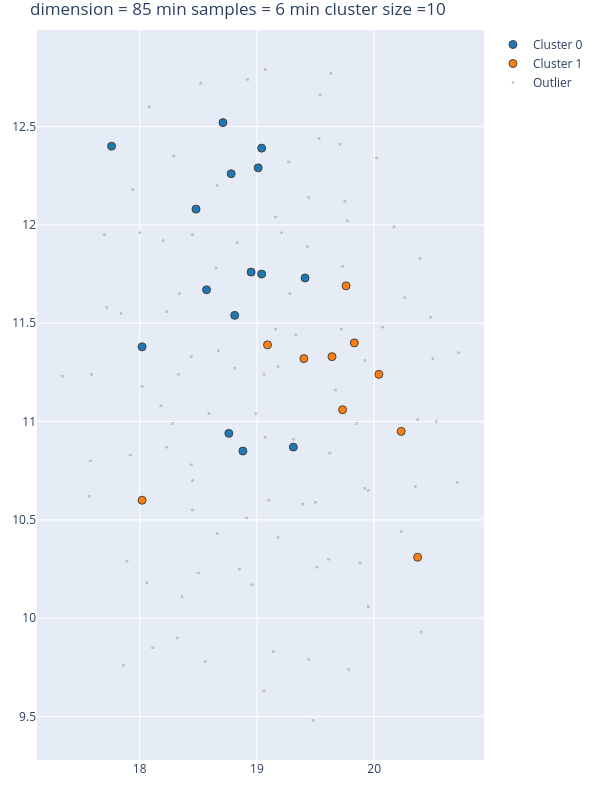 dimension = 85 min samples = 6 min cluster size =10
Cluster 0
Cluster 1
Outlier
12.5
12
11.5
11
10.5
10
9.5
18 19 20